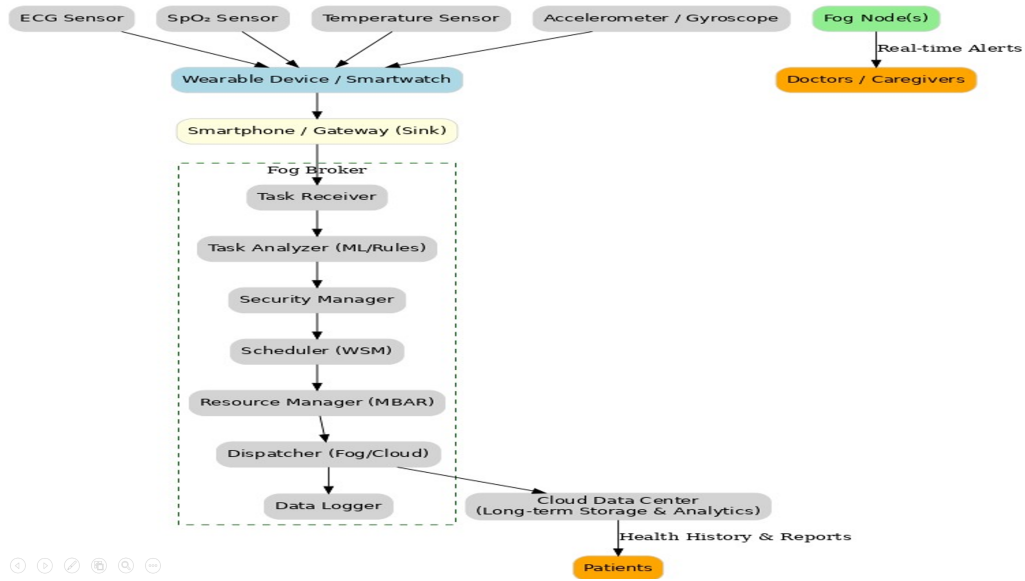 ECG Sensor
SpO₂ Sensor
Temperature Sensor
Accelerometer / Gyroscope
Fog Node(s)
Real-time Alerts
Wearable Device / Smartwatch
Doctors / Caregivers
Smartphone / Gateway (Sink)
Fog Broker
Task Receiver
Task Analyzer (ML/Rules)
Security Manager
Scheduler (WSM)
Resource Manager (MBAR)
Dispatcher (Fog/Cloud)
Data Logger
Cloud Data Center
(Long-term Storage & Analytics)
Health History & Reports
Patients